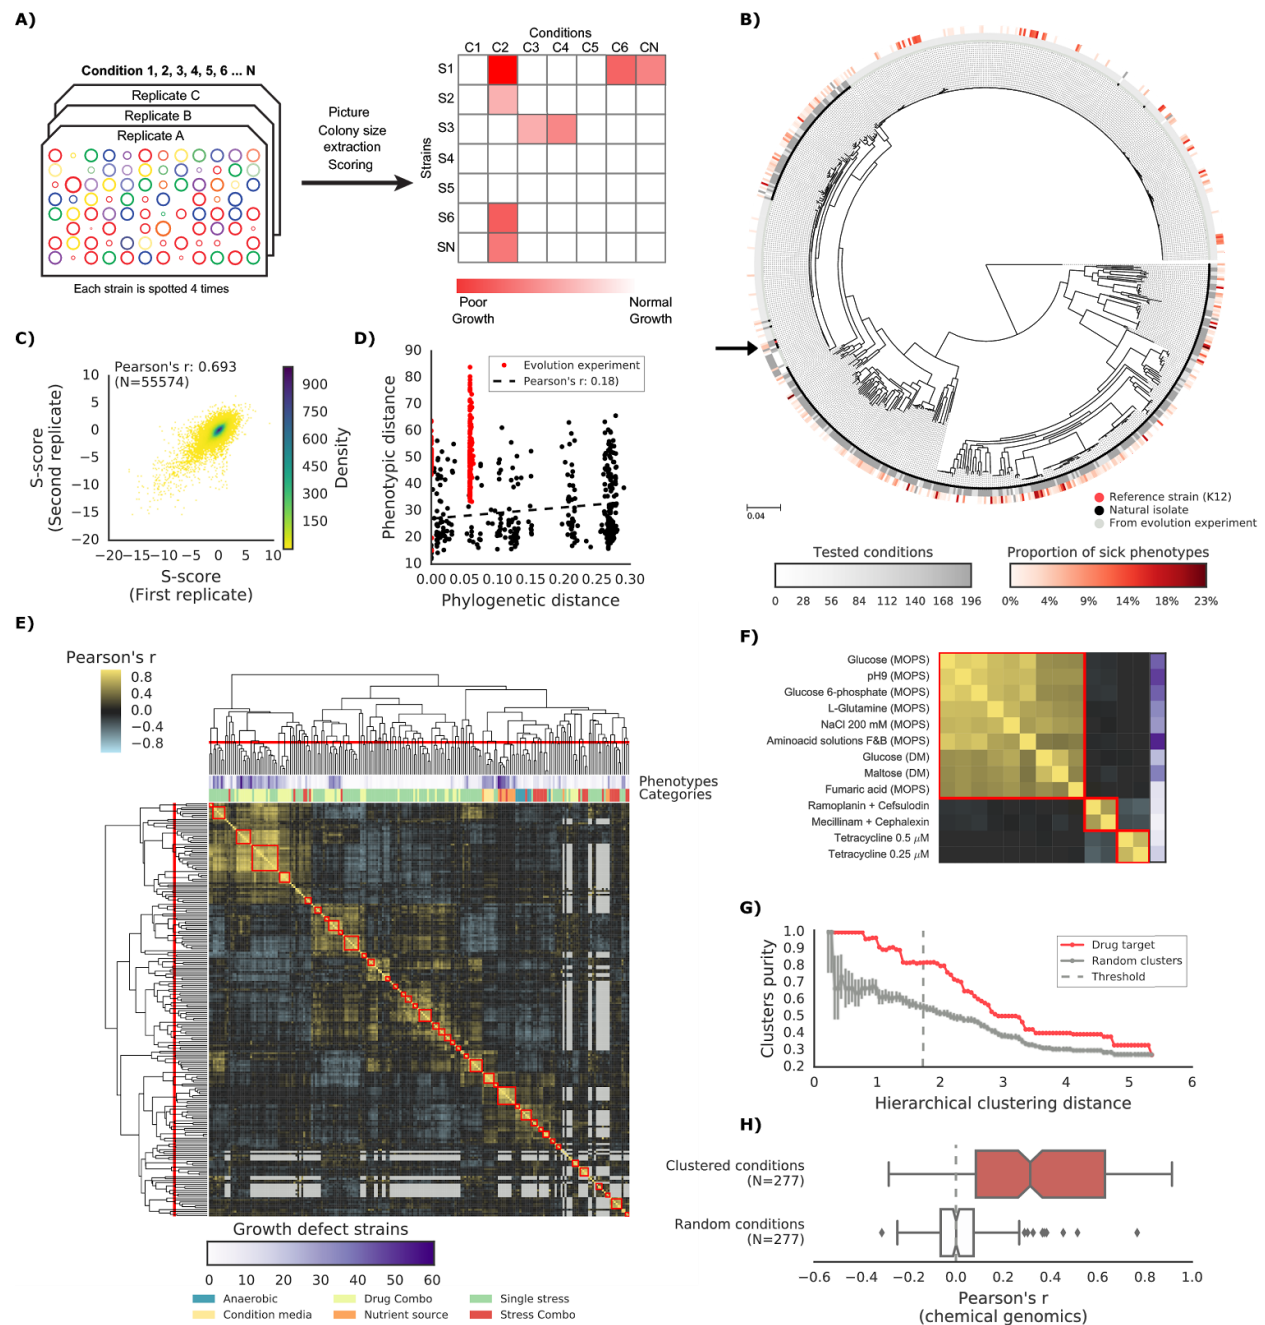 A)
Condition 1, 2, 3, 4, 5, 6 ... N
Replicate C
Replicate B
Replicate A
Each strain is spotted 4 times
Picture
Colony size
extraction
Scoring
Conditions
C1 C2 C3 C4 C5 C6 CN
Strains
S1
S2
S3
S4
S5
S6
SN
Poor
Growth
Normal
Growth
B)
0.04
Reference strain (K12)
Natural isolate
From evolution experiment
Tested conditions
0 28 56 84 112 140 168 196
Proportion of sick phenotypes
0% 4% 9% 14% 18% 23%
C)
Pearson's r: 0.693
(N=55574)
10
5
0
−5
−10
−15
−20
S-score
(Second replicate)
−20 −15 −10 −5 0 5 10
S-score
(First replicate)
900
750
600
450
300
150
Density
D)
90
80
70
60
50
40
30
20
10
Phenotypic distance
Evolution experiment
Pearson's r: 0.18)
0.00 0.05 0.10 0.15 0.20 0.25 0.30
Phylogenetic distance
E)
Pearson's r
0.8
0.4
0.0
−0.4
−0.8
Phenotypes
Categories
Growth defect strains
0 10 20 30 40 50 60
Anaerobic
Drug Combo
Single stress
Condition media
Nutrient source
Stress Combo
F)
Glucose (MOPS)
pH9 (MOPS)
Glucose 6-phosphate (MOPS)
L-Glutamine (MOPS)
NaCl 200 mM (MOPS)
Aminoacid solutions F&B (MOPS)
Glucose (DM)
Maltose (DM)
Fumaric acid (MOPS)
Ramoplanin + Cefsulodin
Mecillinam + Cephalexin
Tetracycline 0.5 μM
Tetracycline 0.25 μM
G)
1.0
0.9
0.8
0.7
0.6
0.5
0.4
0.3
0.2
Clusters purity
Drug target
Random clusters
Threshold
0 1 2 3 4 5 6
Hierarchical clustering distance
H)
Clustered conditions
(N=277)
Random conditions
(N=277)
−0.6 −0.4 −0.2 0.0 0.2 0.4 0.6 0.8 1.0
Pearson's r
(chemical genomics)